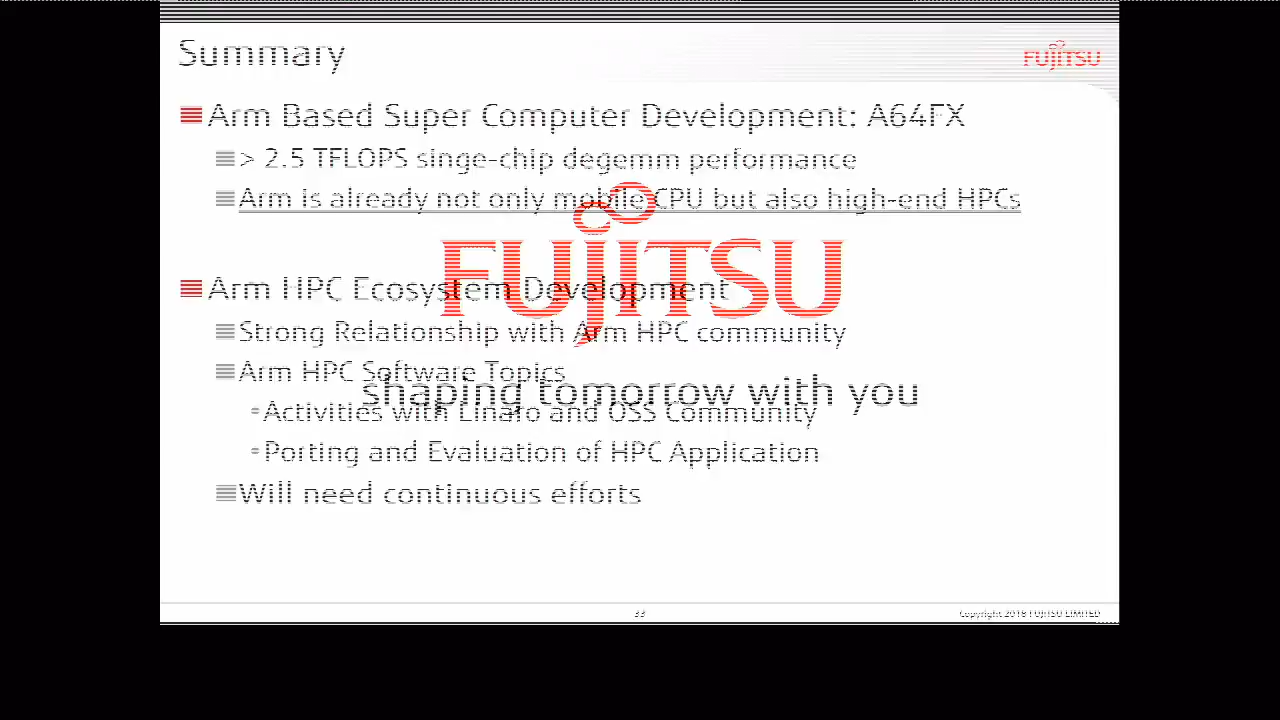 Summary
FUJITSU
Arm Based Super Computer Development: A64FX
> 2.5 TFLOPS singe-chip degemm performance
Arm is already not only mobile CPU but also high-end HPCs
FUJITSU
Arm HPC Ecosystem Development
Strong Relationship with Arm HPC community
Arm HPC Software Topics
shaping tomorrow with you
Activities with Linaro and OSS Community
Porting and Evaluation of HPC Application
Will need continuous efforts
33
Copyright 2018 FUJITSU LIMITED